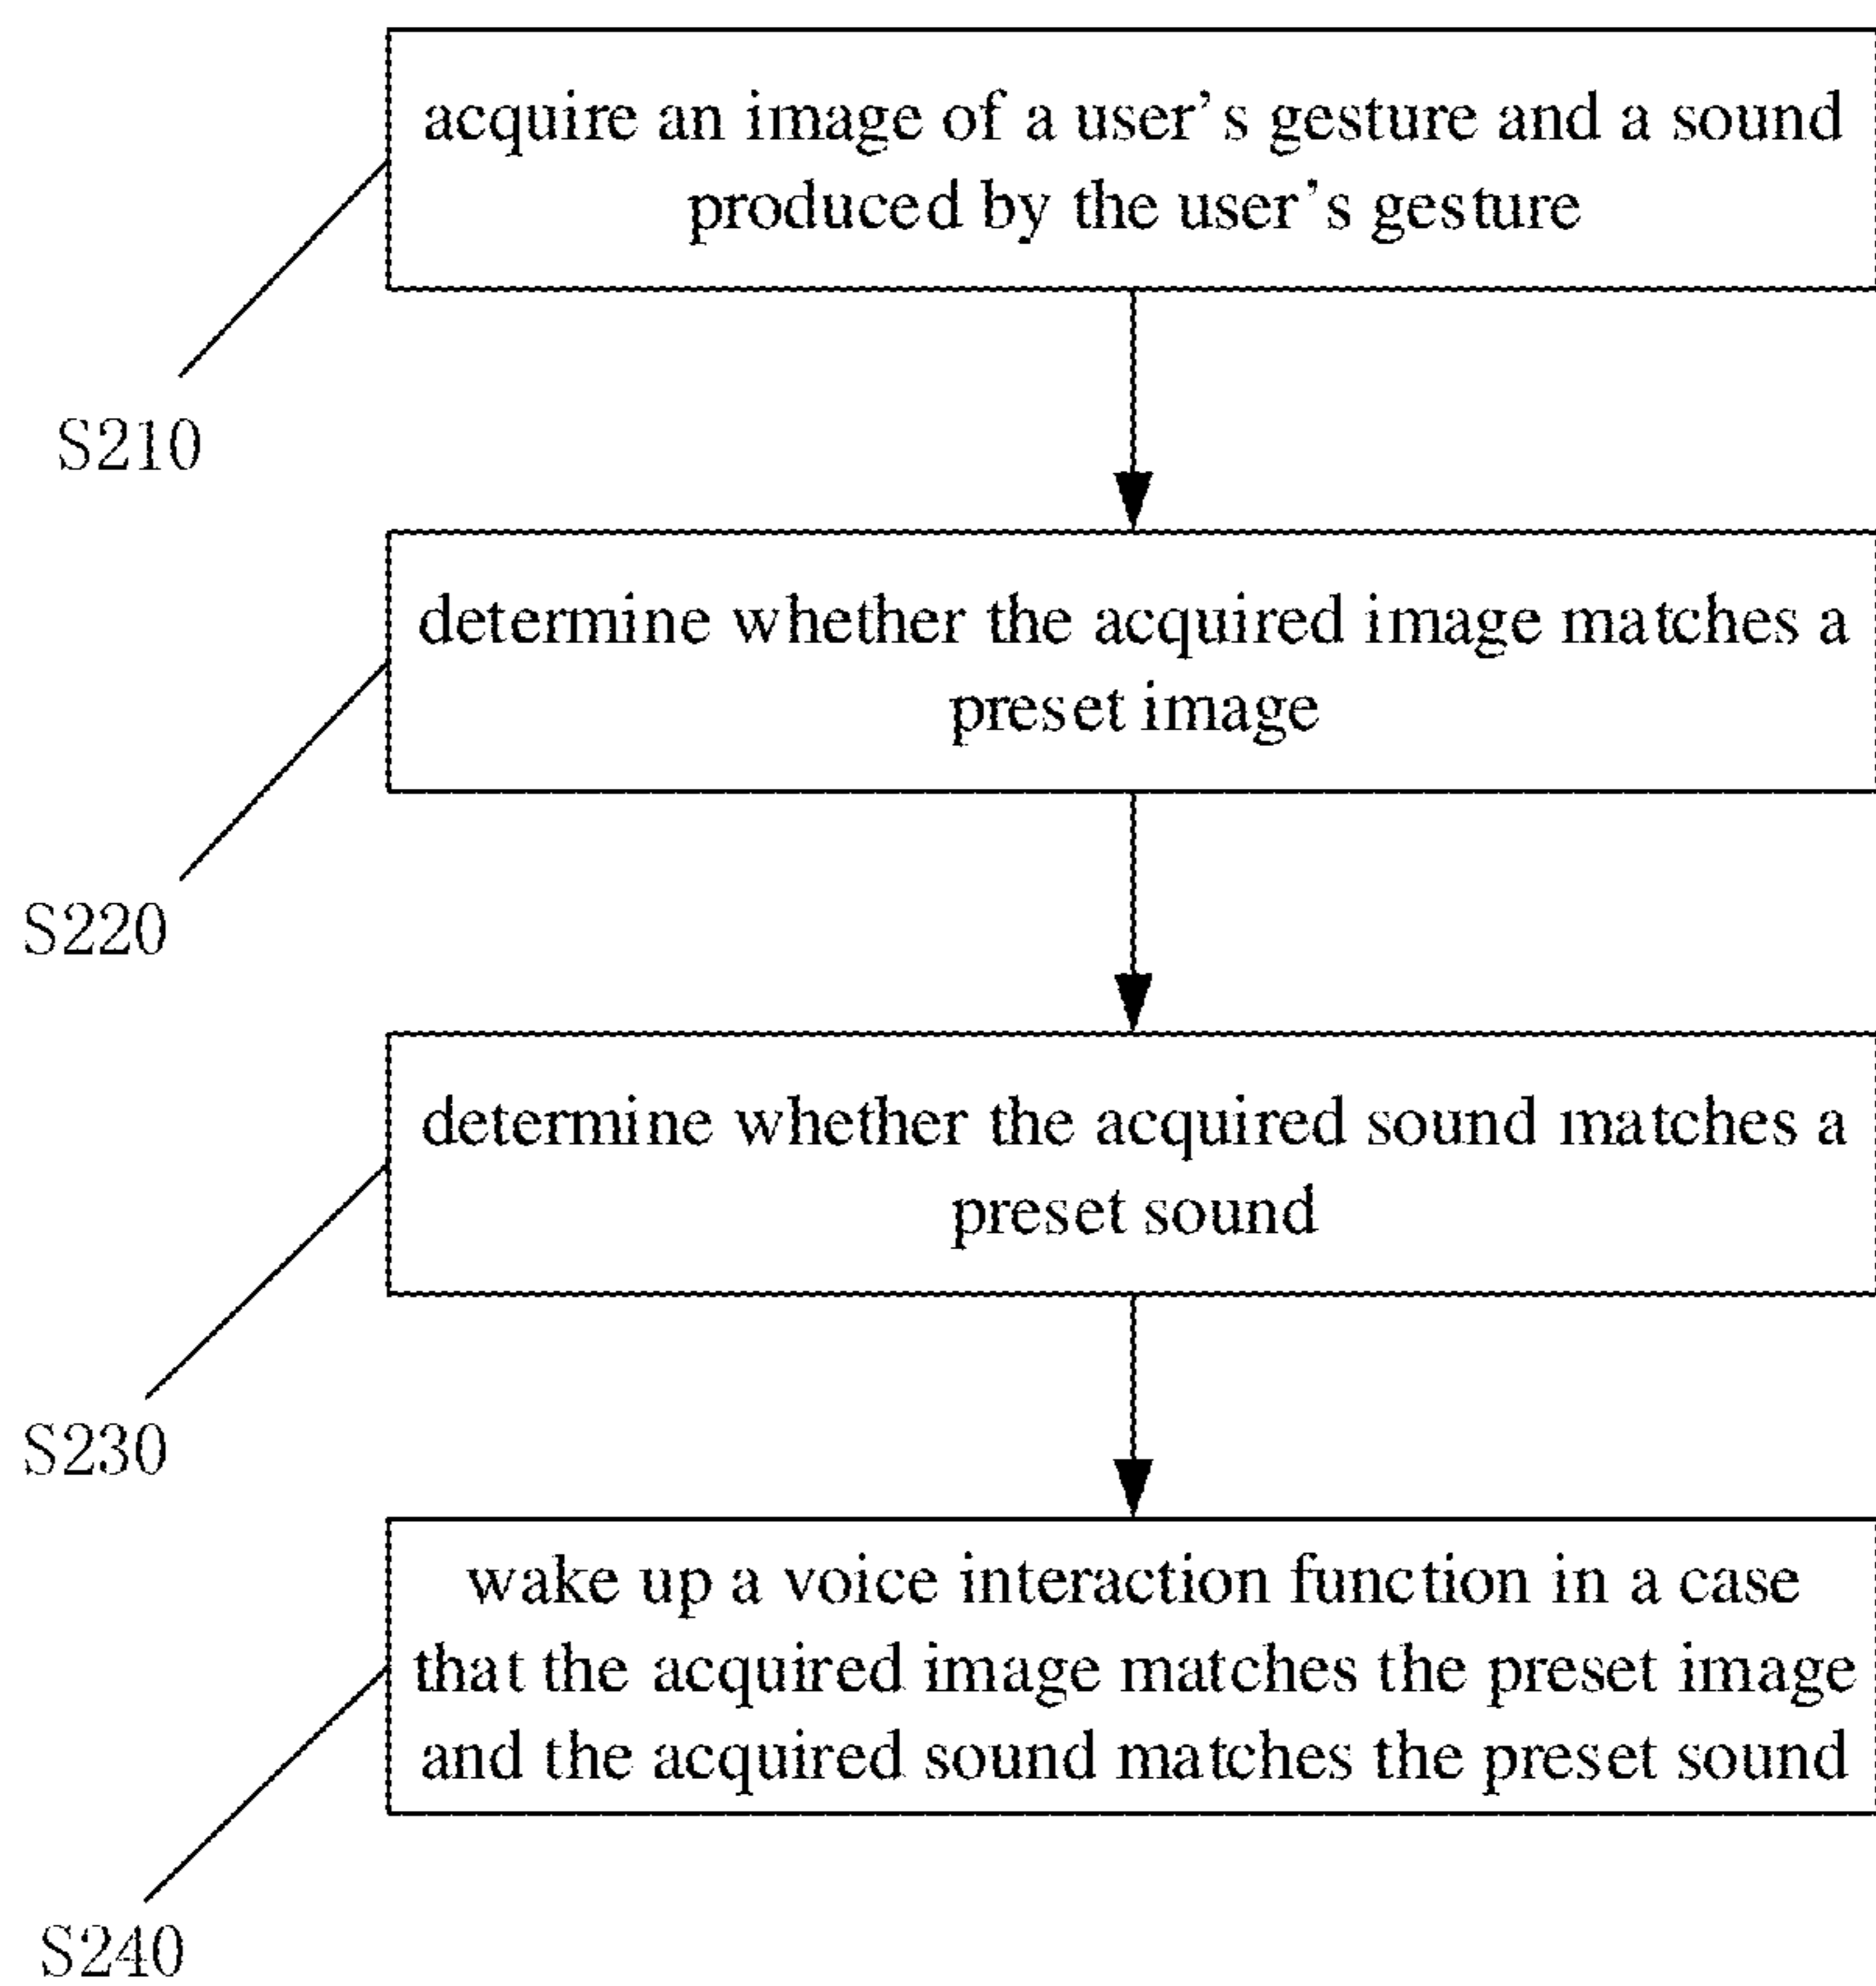 acquire an image of a user’s gesture and a sound
produced by the user’s gesture
S210
determine whether the acquired image matches a
preset image
S220
determine whether the acquired sound matches a
preset sound
S230
wake up a voice interaction function in a case
that the acquired image matches the preset image
and the acquired sound matches the preset sound
S240